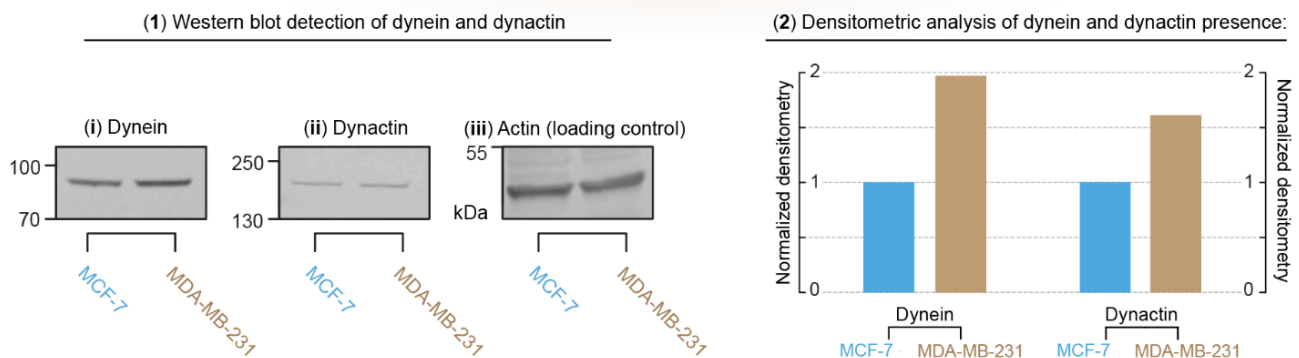 (1) Western blot detection of dynein and dynactin
(i) Dynein
100
70
MCF-7
MDA-MB-231
(ii) Dynactin
250
130
MCF-7
MDA-MB-231
(iii) Actin (loading control)
55
kDa
MCF-7
MDA-MB-231
(2) Densitometric analysis of dynein and dynactin presence:
Normalized densitometry
2
1
0
2
1
0
Normalized densitometry
Dynein
MCF-7
MDA-MB-231
Dynactin
MCF-7
MDA-MB-231